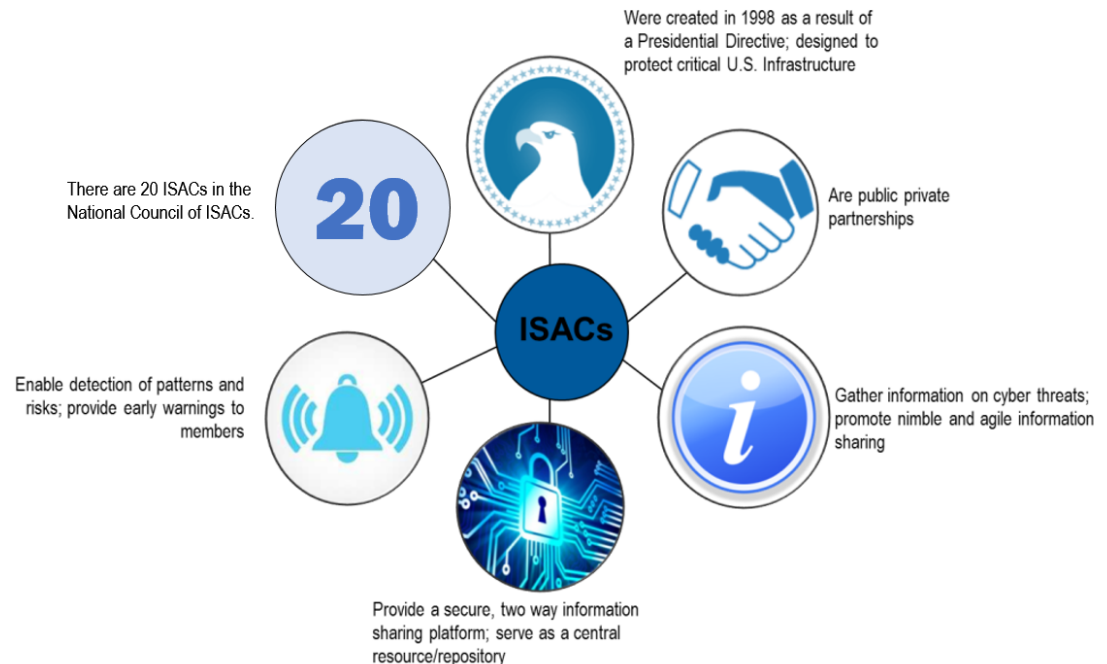 Were created in 1998 as a result of
a Presidential Directive; designed to
protect critical U.S. Infrastructure
There are 20 ISACs in the
National Council of ISACs.
20
Are public private
partnerships
ISACs
Enable detection of patterns and
risks; provide early warnings to
members
i
Gather information on cyber threats;
promote nimble and agile information
sharing
Provide a secure, two way information
sharing platform; serve as a central
resource/repository